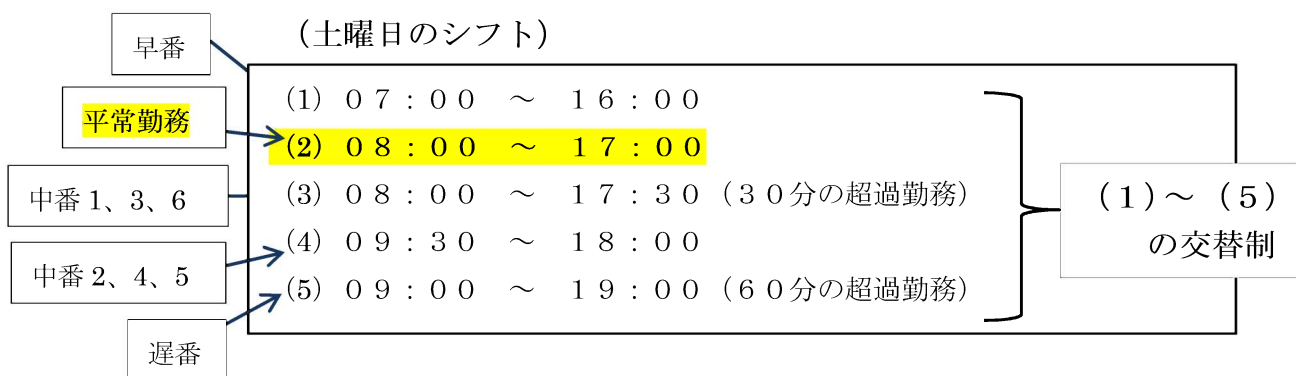 (土曜日のシフト)
早番
平常勤務
中番1、3、6
中番2、4、5
遅番
(1) 07:00 ~ 16:00
(2) 08:00 ~ 17:00
(3) 08:00 ~ 17:30(30分の超過勤務)
(4) 09:30 ~ 18:00
(5) 09:00 ~ 19:00(60分の超過勤務)
(1)~(5)
の交替制